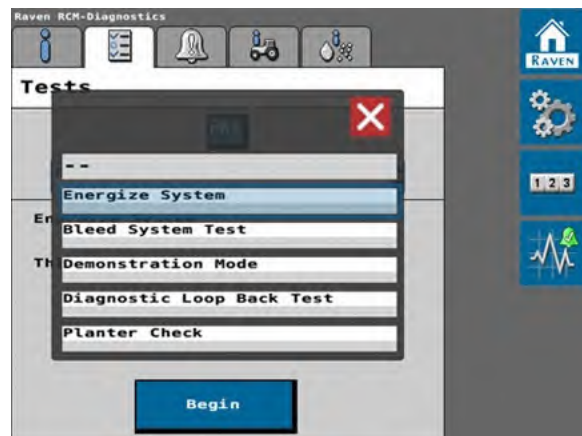 Raven RCM-Diagnostics
Tests
--
Energize System
Bleed System Test
Demonstration Mode
Diagnostic Loop Back Test
Planter Check
Begin
RAVEN
1 2 3